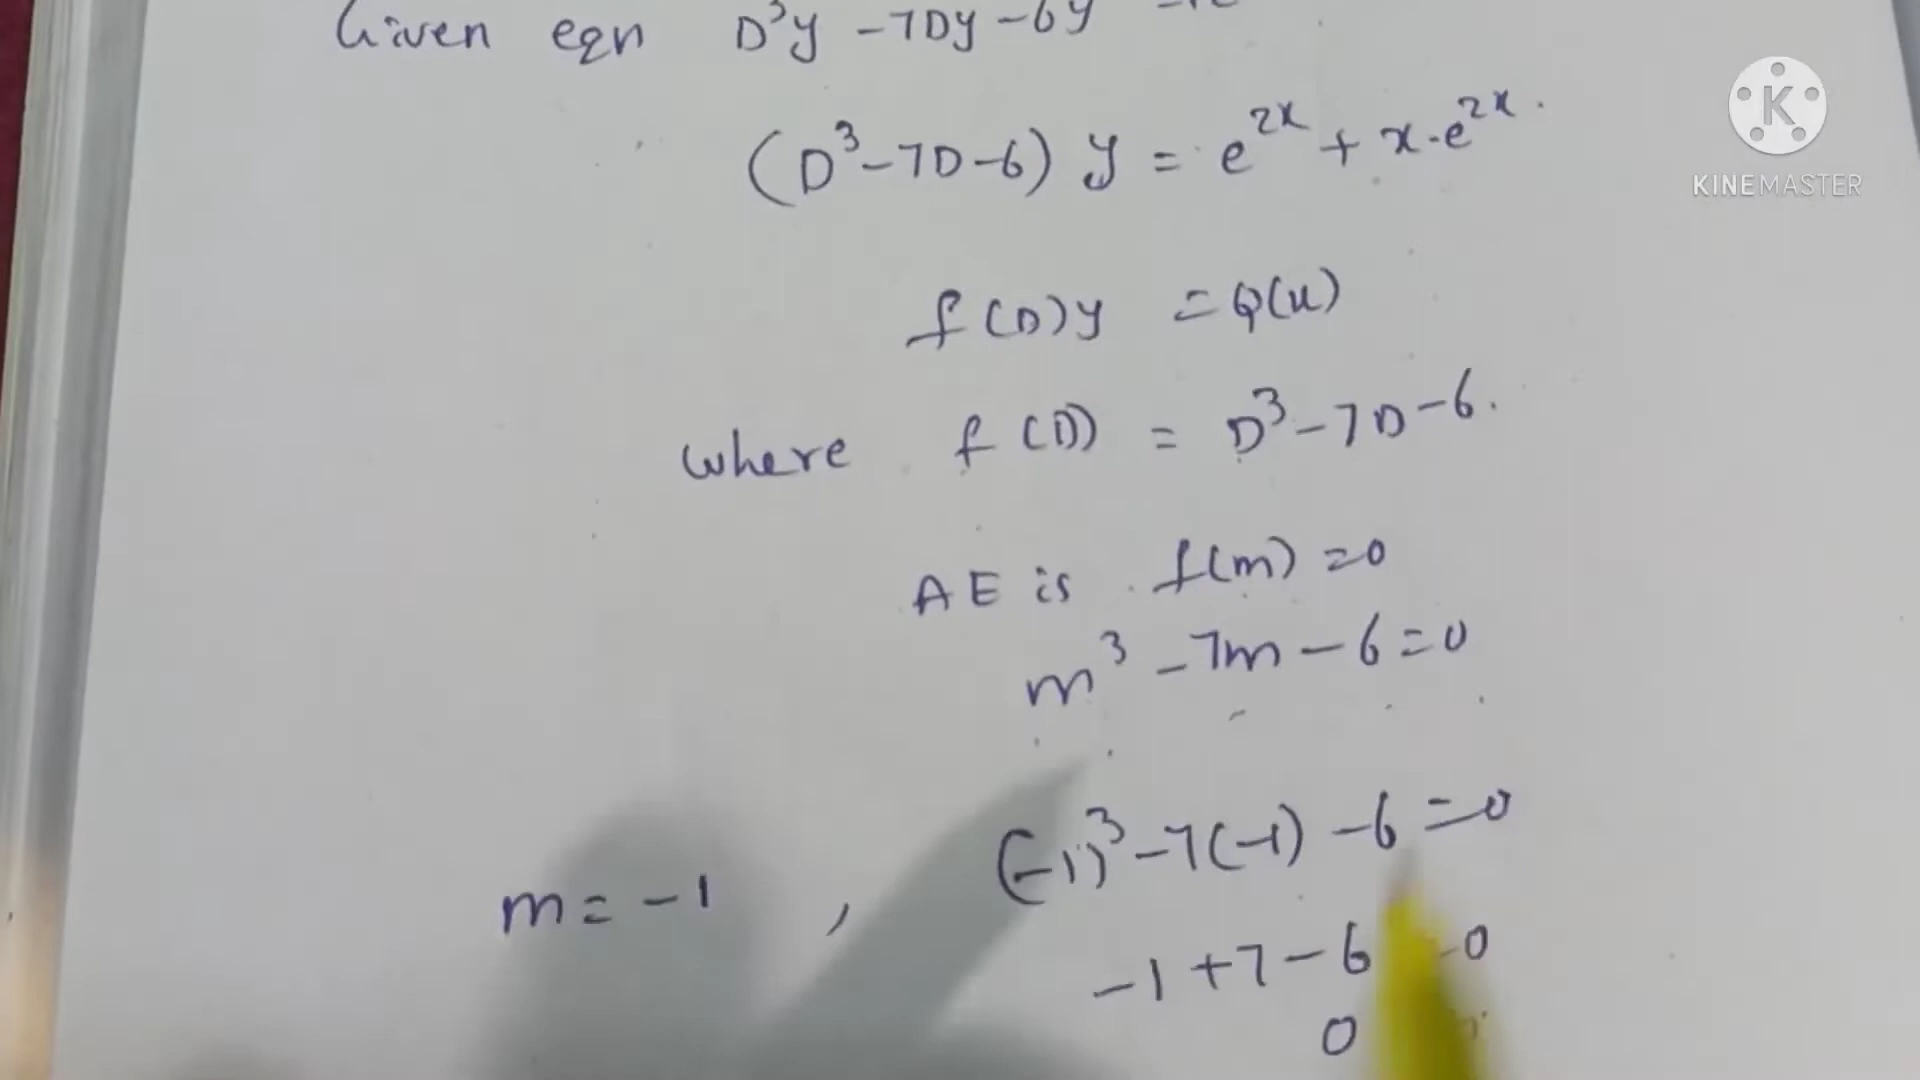 Given eqn D³y - 7Dy - 6y
(D³ - 7D - 6) y = e^2x + x·e^2x.
K
KINEMASTER
f(D)y = Q(x)
where f(D) = D³ - 7D - 6.
AE is f(m) = 0
m³ - 7m - 6 = 0
m = -1 , (-1)³ - 7(-1) - 6 = 0
-1 + 7 - 6 0
0